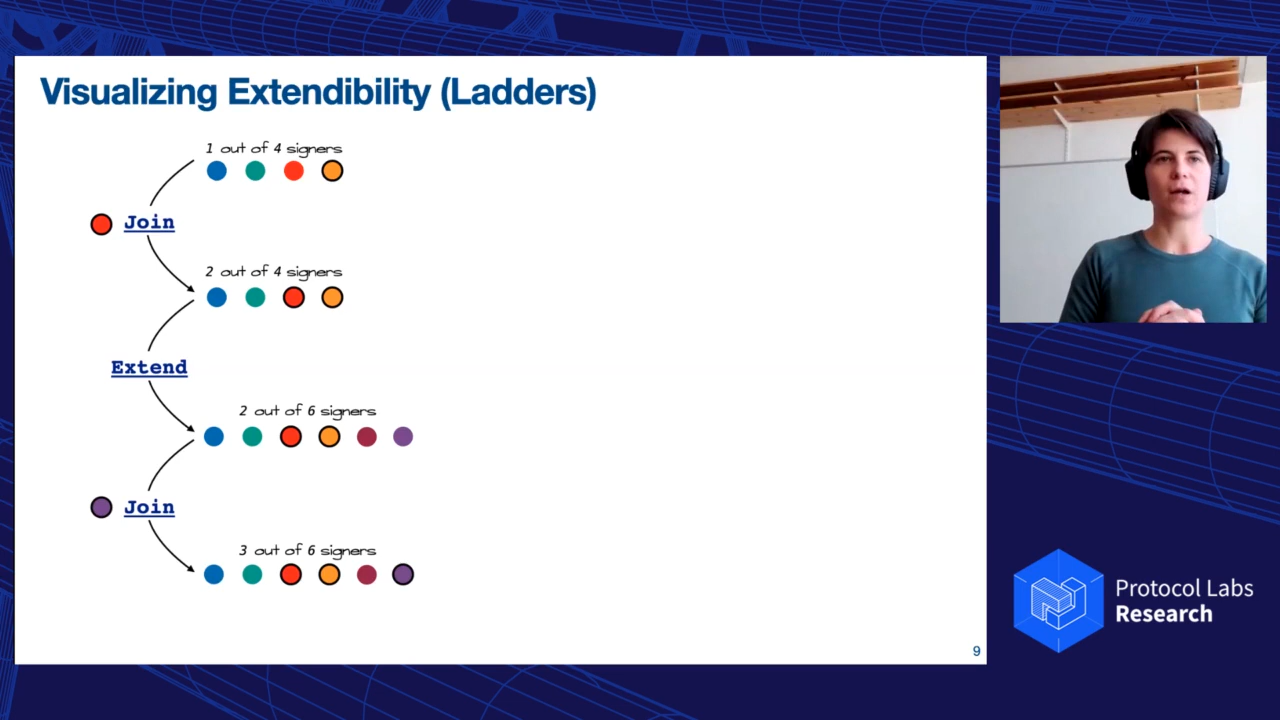 Visualizing Extendibility (Ladders)
1 out of 4 signers
Join
2 out of 4 signers
Extend
2 out of 6 signers
Join
3 out of 6 signers
9
Protocol Labs
Research